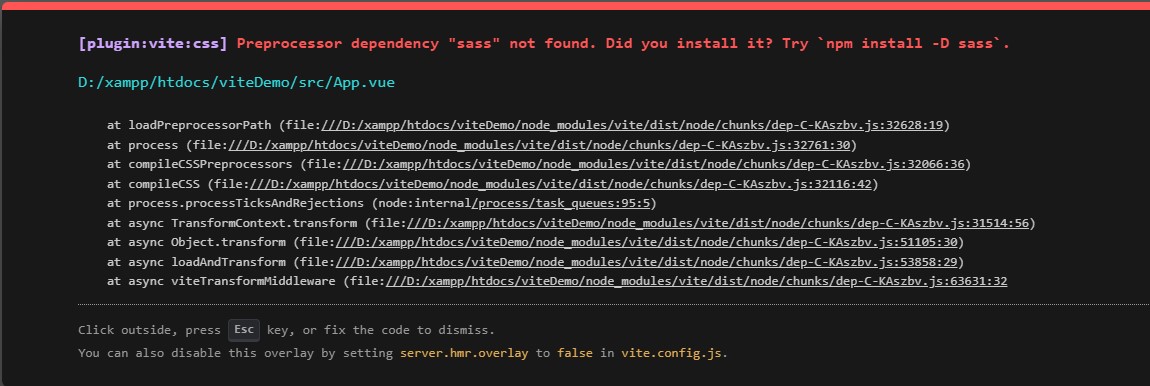 [plugin:vite:css] Preprocessor dependency "sass" not found. Did you install it? Try `npm install -D sass`.
D:/xampp/htdocs/viteDemo/src/App.vue
at loadPreprocessorPath (file:///D:/xampp/htdocs/viteDemo/node_modules/vite/dist/node/chunks/dep-C-KAszbv.js:32628:19)
at process (file:///D:/xampp/htdocs/viteDemo/node_modules/vite/dist/node/chunks/dep-C-KAszbv.js:32761:30)
at compileCSSPreprocessors (file:///D:/xampp/htdocs/viteDemo/node_modules/vite/dist/node/chunks/dep-C-KAszbv.js:32066:36)
at compileCSS (file:///D:/xampp/htdocs/viteDemo/node_modules/vite/dist/node/chunks/dep-C-KAszbv.js:32116:42)
at process.processTicksAndRejections (node:internal/process/task_queues:95:5)
at async TransformContext.transform (file:///D:/xampp/htdocs/viteDemo/node_modules/vite/dist/node/chunks/dep-C-KAszbv.js:31514:56)
at async Object.transform (file:///D:/xampp/htdocs/viteDemo/node_modules/vite/dist/node/chunks/dep-C-KAszbv.js:51105:30)
at async loadAndTransform (file:///D:/xampp/htdocs/viteDemo/node_modules/vite/dist/node/chunks/dep-C-KAszbv.js:53858:29)
at async viteTransformMiddleware (file:///D:/xampp/htdocs/viteDemo/node_modules/vite/dist/node/chunks/dep-C-KAszbv.js:63631:32
Click outside, press Esc key, or fix the code to dismiss.
You can also disable this overlay by setting server.hmr.overlay to false in vite.config.js.